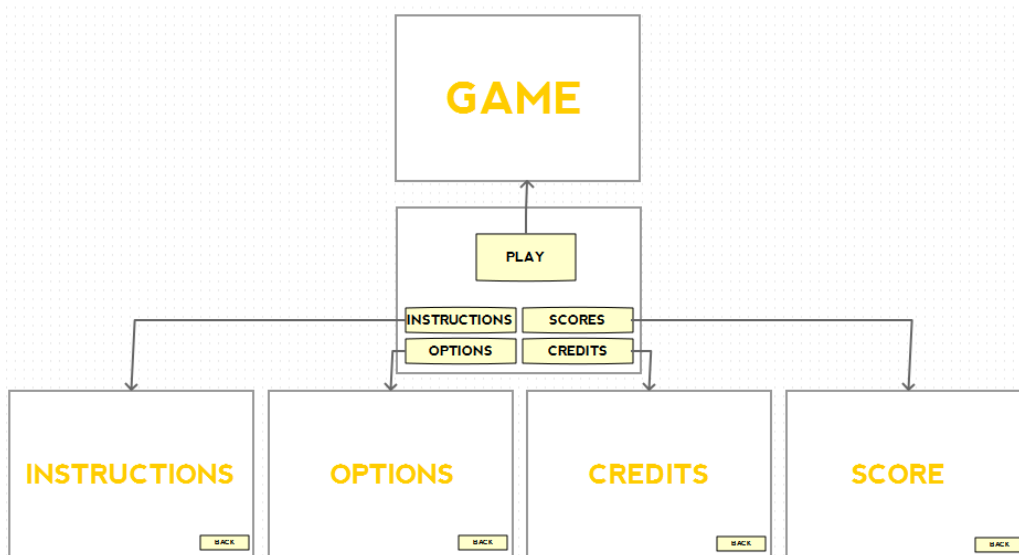 GAME
PLAY
INSTRUCTIONS SCORES
OPTIONS CREDITS
INSTRUCTIONS OPTIONS CREDITS SCORE
BACK BACK BACK BACK